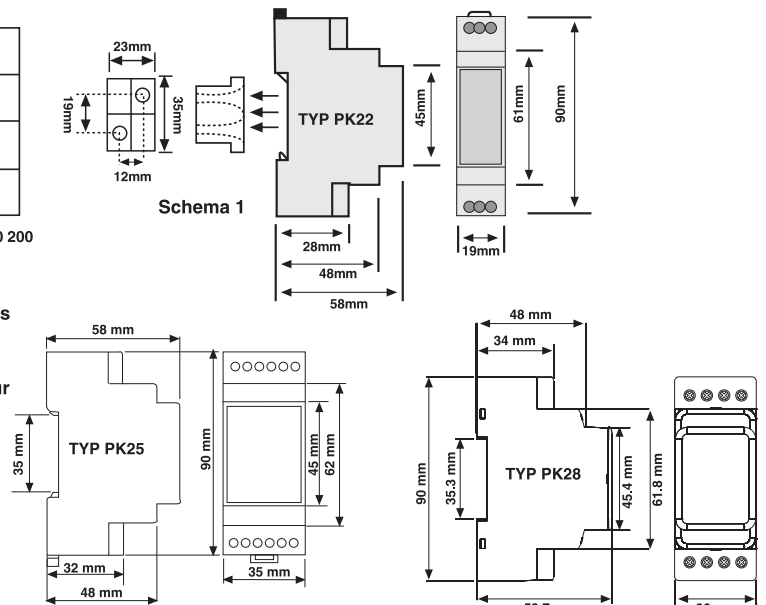 23mm
19mm
35mm
12mm
TYP PK22
45mm
61mm
90mm
Schema 1
28mm
48mm
58mm
19mm
200
s
58 mm
35 mm
TYP PK25
90 mm
45 mm
62 mm
32 mm
48 mm
35 mm
48 mm
34 mm
90 mm
35.3 mm
TYP PK28
45.4 mm
61.8 mm